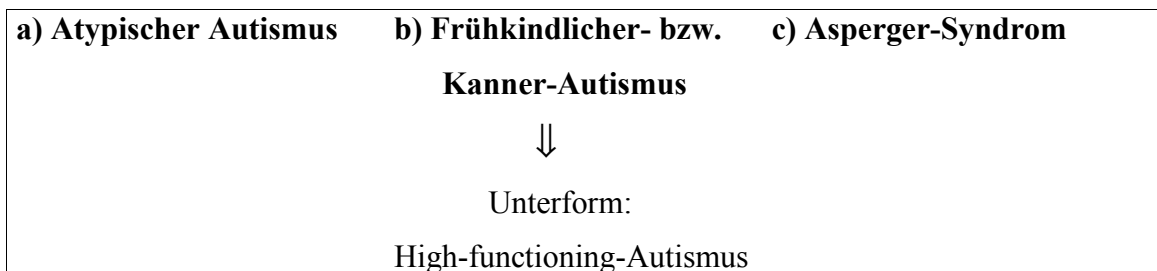 a) Atypischer Autismus b) Frühkindlicher- bzw. c) Asperger-Syndrom
Kanner-Autismus
⇓
Unterform:
High-functioning-Autismus